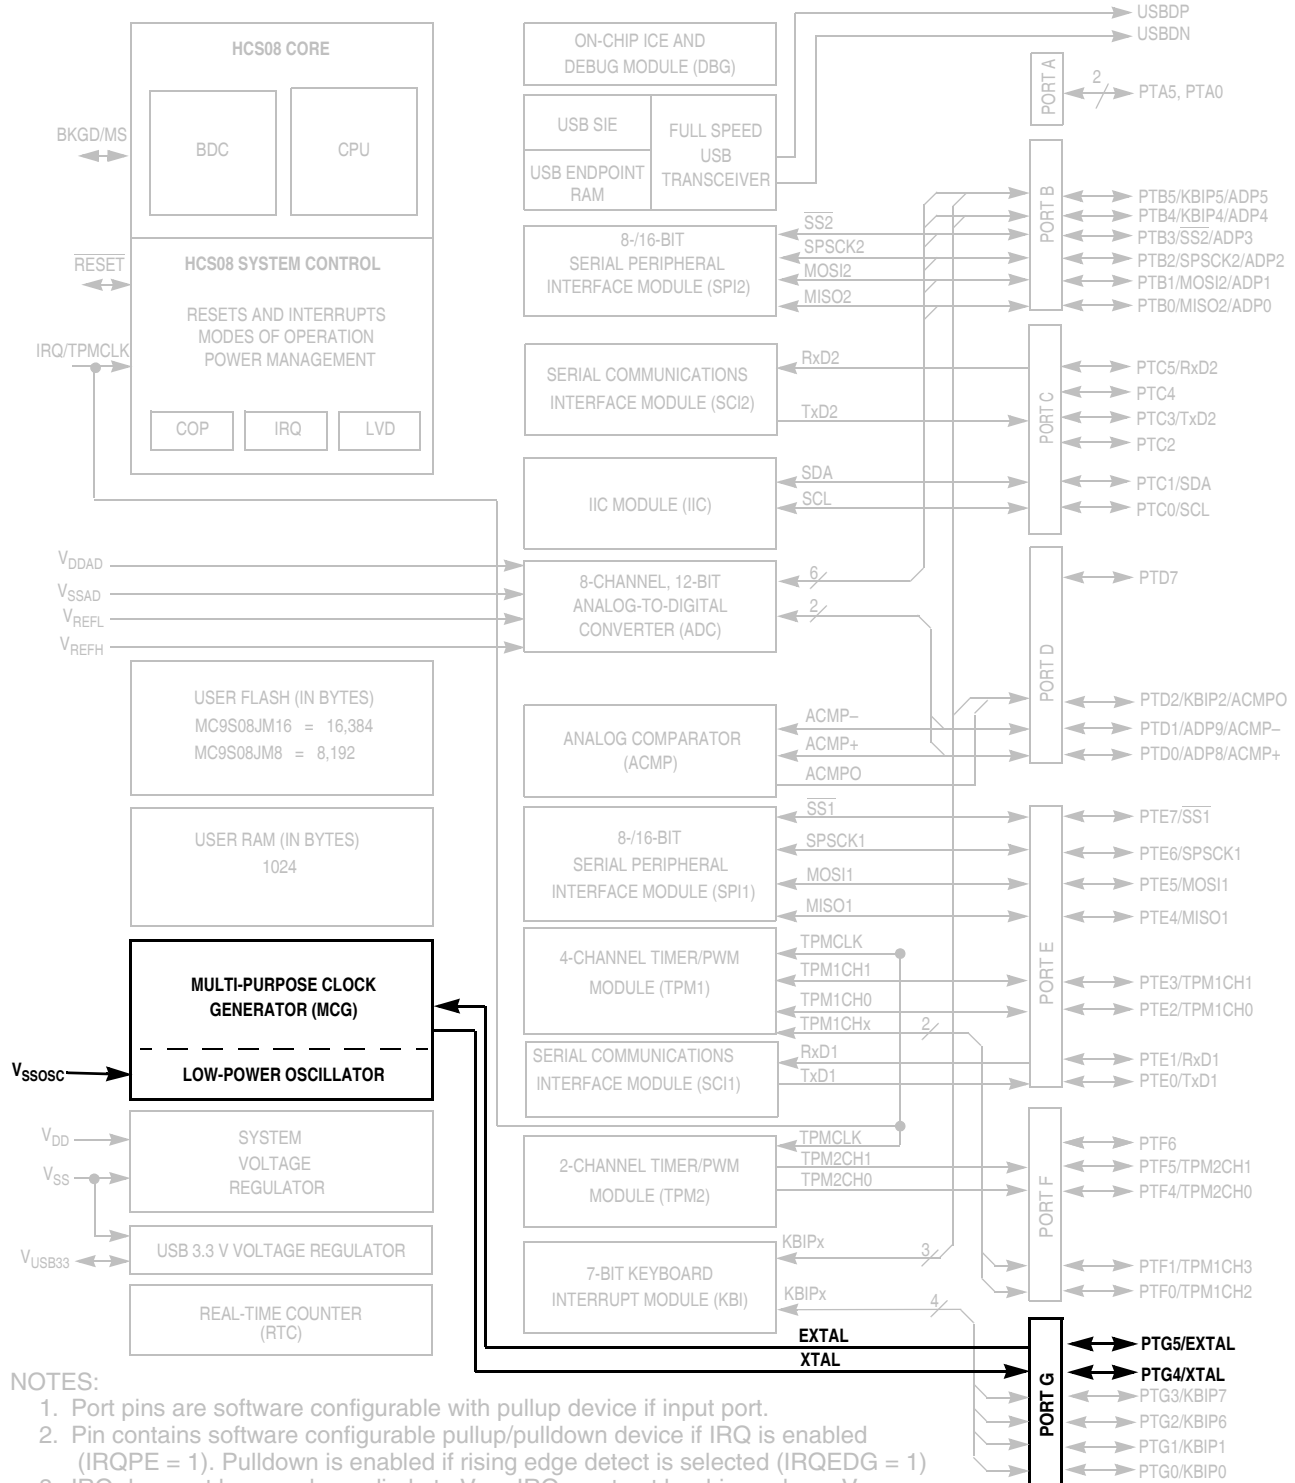 HCS08 CORE
BDC
CPU
BKGD/MS
RESET
HCS08 SYSTEM CONTROL
RESETS AND INTERRUPTS
MODES OF OPERATION
POWER MANAGEMENT
IRQ/TPMCLK
COP
IRQ
LVD
VDDAD
VSSAD
VREFL
VREFH
USER FLASH (IN BYTES)
MC9S08JM16 = 16,384
MC9S08JM8 = 8,192
USER RAM (IN BYTES)
1024
MULTI-PURPOSE CLOCK
GENERATOR (MCG)
LOW-POWER OSCILLATOR
VSSOSC
VDD
VSS
SYSTEM
VOLTAGE
REGULATOR
VUSB33
USB 3.3 V VOLTAGE REGULATOR
REAL-TIME COUNTER
(RTC)
ON-CHIP ICE AND
DEBUG MODULE (DBG)
USB SIE
USB ENDPOINT
RAM
FULL SPEED
USB
TRANSCEIVER
8-/16-BIT
SERIAL PERIPHERAL
INTERFACE MODULE (SPI2)
SS2
SPSCK2
MOSI2
MISO2
SERIAL COMMUNICATIONS
INTERFACE MODULE (SCI2)
RxD2
TxD2
IIC MODULE (IIC)
SDA
SCL
8-CHANNEL, 12-BIT
ANALOG-TO-DIGITAL
CONVERTER (ADC)
6
2
ANALOG COMPARATOR
(ACMP)
ACMP–
ACMP+
ACMPO
8-/16-BIT
SERIAL PERIPHERAL
INTERFACE MODULE (SPI1)
SS1
SPSCK1
MOSI1
MISO1
4-CHANNEL TIMER/PWM
MODULE (TPM1)
TPMCLK
TPM1CH1
TPM1CH0
TPM1CHx
2
SERIAL COMMUNICATIONS
INTERFACE MODULE (SCI1)
RxD1
TxD1
2-CHANNEL TIMER/PWM
MODULE (TPM2)
TPMCLK
TPM2CH1
TPM2CH0
7-BIT KEYBOARD
INTERRUPT MODULE (KBI)
KBIPx
3
KBIPx
4
EXTAL
XTAL
USBDP
USBDN
PORT A
2
PTA5, PTA0
PORT B
PTB5/KBIP5/ADP5
PTB4/KBIP4/ADP4
PTB3/SS2/ADP3
PTB2/SPSCK2/ADP2
PTB1/MOSI2/ADP1
PTB0/MISO2/ADP0
PORT C
PTC5/RxD2
PTC4
PTC3/TxD2
PTC2
PTC1/SDA
PTC0/SCL
PORT D
PTD7
PTD2/KBIP2/ACMPO
PTD1/ADP9/ACMP–
PTD0/ADP8/ACMP+
PORT E
PTE7/SS1
PTE6/SPSCK1
PTE5/MOSI1
PTE4/MISO1
PTE3/TPM1CH1
PTE2/TPM1CH0
PTE1/RxD1
PTE0/TxD1
PORT F
PTF6
PTF5/TPM2CH1
PTF4/TPM2CH0
PTF1/TPM1CH3
PTF0/TPM1CH2
PORT G
PTG5/EXTAL
PTG4/XTAL
PTG3/KBIP7
PTG2/KBIP6
PTG1/KBIP1
PTG0/KBIP0
NOTES:
1. Port pins are software configurable with pullup device if input port.
2. Pin contains software configurable pullup/pulldown device if IRQ is enabled
(IRQPE = 1). Pulldown is enabled if rising edge detect is selected (IRQEDG = 1)